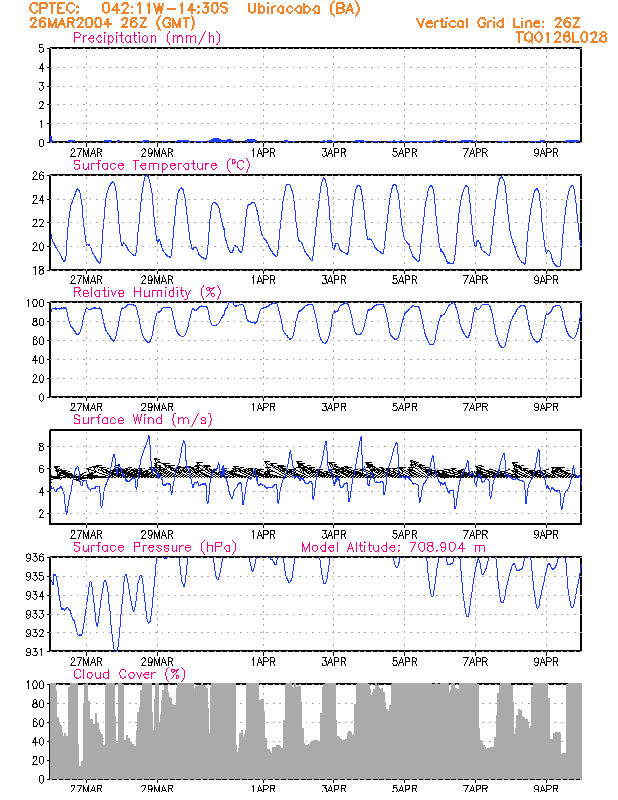 CPTEC: 042:11W-14:30S Ubiracaba (BA)
26MAR2004 26Z (GMT) Vertical Grid Line: 26Z
Precipitation (mm/h) TQ0126L028
5
4
3
2
1
0
27MAR 29MAR 1APR 3APR 5APR 7APR 9APR
Surface Temperature (°C)
26
24
22
20
18
27MAR 29MAR 1APR 3APR 5APR 7APR 9APR
Relative Humidity (%)
100
80
60
40
20
0
27MAR 29MAR 1APR 3APR 5APR 7APR 9APR
Surface Wind (m/s)
8
6
4
2
27MAR 29MAR 1APR 3APR 5APR 7APR 9APR
Surface Pressure (hPa) Model Altitude: 708.904 m
936
935
934
933
932
931
27MAR 29MAR 1APR 3APR 5APR 7APR 9APR
Cloud Cover (%)
100
80
60
40
20
0
27MAR 29MAR 1APR 3APR 5APR 7APR 9APR